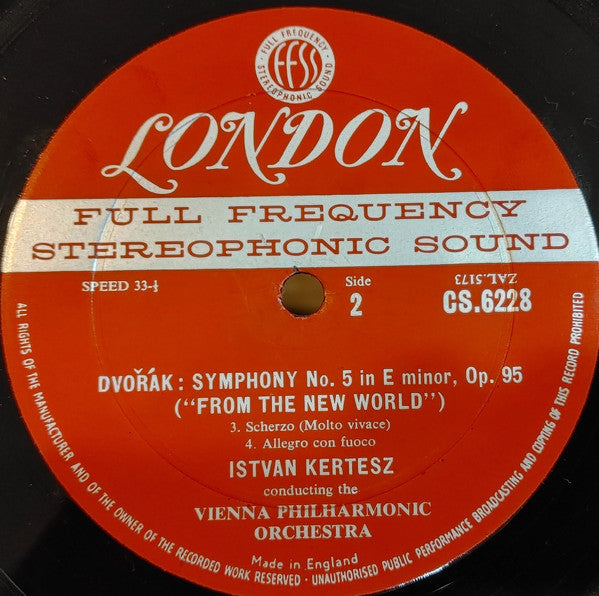 FULL FREQUENCY · STEREOPHONIC SOUND ·
FFSS
LONDON
FULL FREQUENCY
STEREOPHONIC SOUND
SPEED 33-⅓
Side
2
ZAL.5173
CS.6228
DVOŘÁK: SYMPHONY No. 5 in E minor, Op. 95
("FROM THE NEW WORLD")
3. Scherzo (Molto vivace)
4. Allegro con fuoco
ISTVAN KERTESZ
conducting the
VIENNA PHILHARMONIC
ORCHESTRA
Made in England
ALL RIGHTS OF THE MANUFACTURER AND OF THE OWNER OF THE RECORDED WORK RESERVED · UNAUTHORISED PUBLIC PERFORMANCE BROADCASTING AND COPYING OF THIS RECORD PROHIBITED